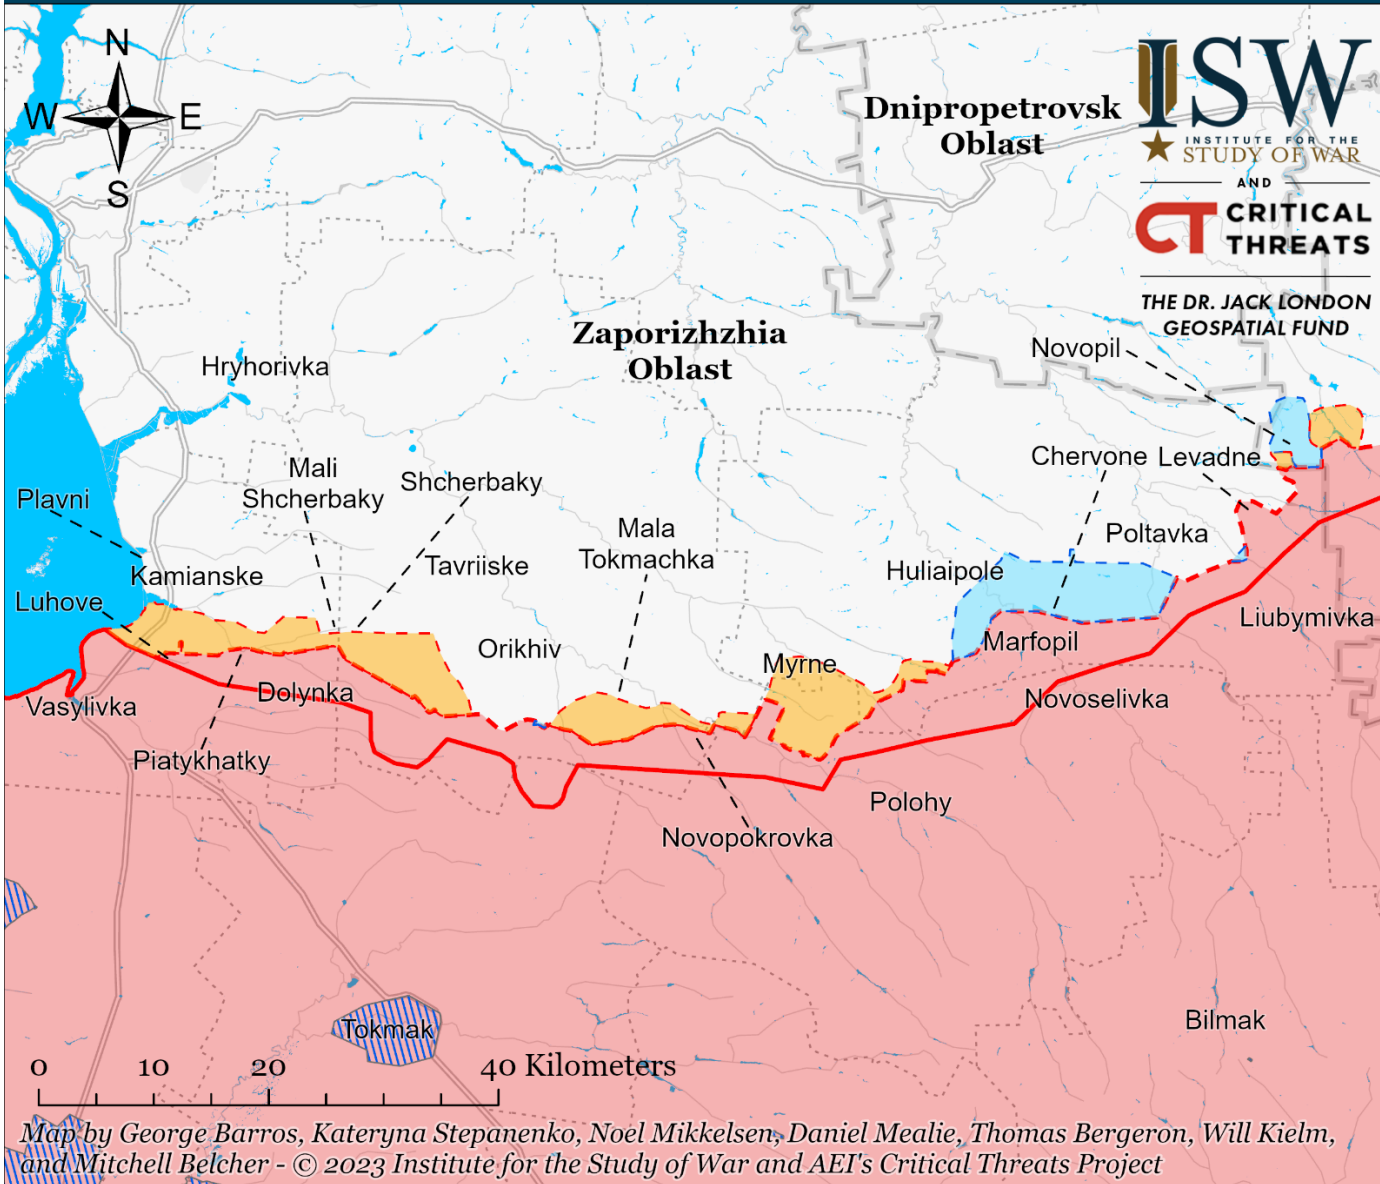 N
W
E
S
Dnipropetrovsk
Oblast
ISW
INSTITUTE FOR THE
STUDY OF WAR
AND
CT CRITICAL
THREATS
THE DR. JACK LONDON
GEOSPATIAL FUND
Zaporizhzhia
Oblast
Novopil
Hryhorivka
Mali
Shcherbaky
Shcherbaky
Chervone
Levadne
Plavni
Mala
Tokmachka
Poltavka
Tavriiske
Huliaipole
Kamianske
Luhove
Liubymivka
Orikhiv
Marfopil
Myrne
Dolynka
Novoselivka
Vasylivka
Piatykhatky
Polohy
Novopokrovka
Bilmak
Tokmak
0 10 20 40 Kilometers
Map by George Barros, Kateryna Stepanenko, Noel Mikkelsen, Daniel Mealie, Thomas Bergeron, Will Kielm,
and Mitchell Belcher - © 2023 Institute for the Study of War and AEI's Critical Threats Project